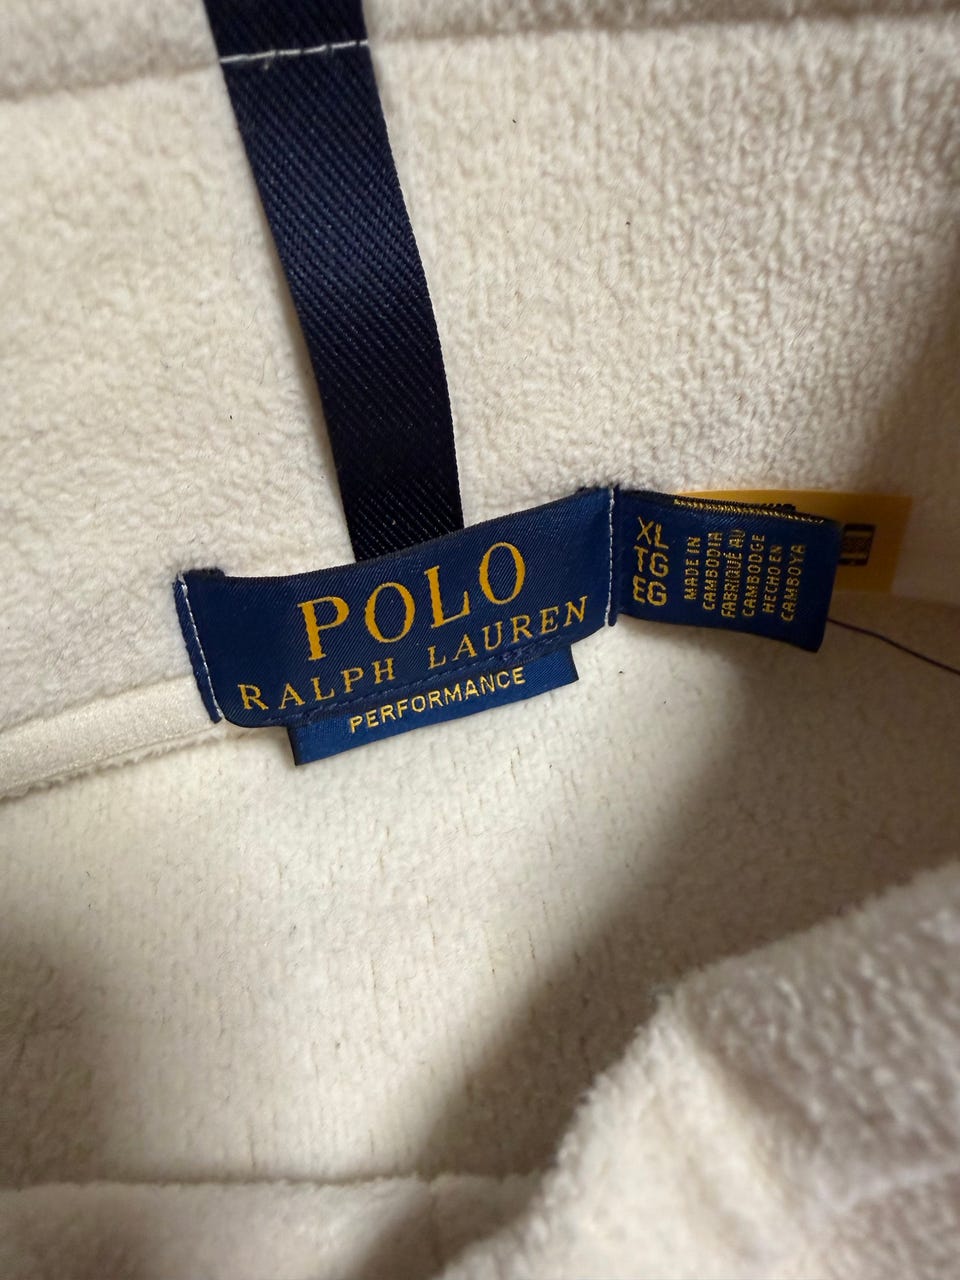 POLO
RALPH LAUREN
PERFORMANCE
XL
TG
EG
MADE IN
CAMBODIA
FABRIQUÉ AU
CAMBODGE
HECHO EN
CAMBOYA